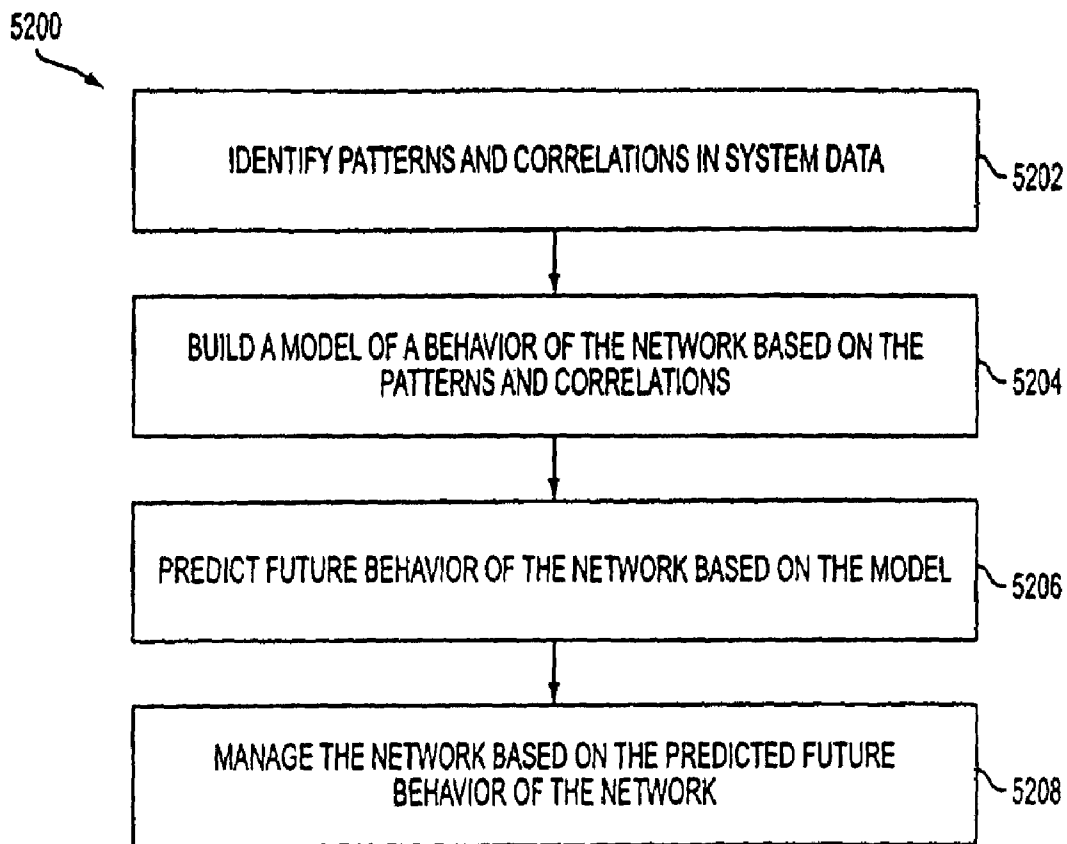 5200
IDENTIFY PATTERNS AND CORRELATIONS IN SYSTEM DATA
5202
BUILD A MODEL OF A BEHAVIOR OF THE NETWORK BASED ON THE
PATTERNS AND CORRELATIONS
5204
PREDICT FUTURE BEHAVIOR OF THE NETWORK BASED ON THE MODEL
5206
MANAGE THE NETWORK BASED ON THE PREDICTED FUTURE
BEHAVIOR OF THE NETWORK
5208